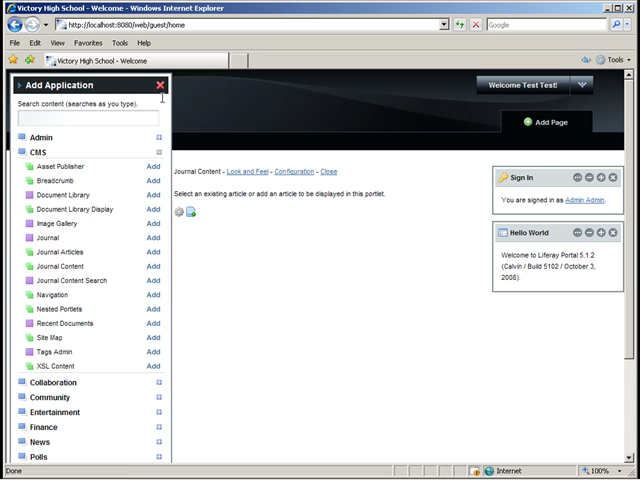 Victory High School - Welcome - Windows Internet Explorer
http://localhost:8080/web/guest/home
Google
File Edit View Favorites Tools Help
Victory High School - Welcome
Tools
Add Application
Welcome Test Test!
Search content (searches as you type).
Add Page
Admin
CMS
Asset Publisher Add
Breadcrumb Add
Document Library Add
Document Library Display Add
Image Gallery Add
Journal Add
Journal Articles Add
Journal Content Add
Journal Content Search Add
Navigation Add
Nested Portlets Add
Recent Documents Add
Site Map Add
Tags Admin Add
XSL Content Add
Collaboration
Community
Entertainment
Finance
News
Polls
Journal Content - Look and Feel - Configuration - Close
Select an existing article or add an article to be displayed in this portlet.
Sign In
You are signed in as Admin Admin.
Hello World
Welcome to Liferay Portal 5.1.2
(Calvin / Build 5102 / October 3,
2008).
Done
Internet
100%